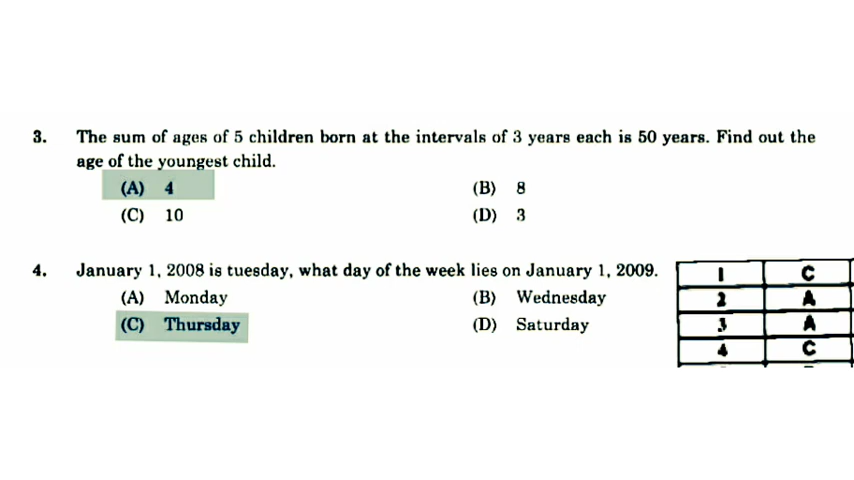 3. The sum of ages of 5 children born at the intervals of 3 years each is 50 years. Find out the
age of the youngest child.
(A) 4 (B) 8
(C) 10 (D) 3
4. January 1, 2008 is tuesday, what day of the week lies on January 1, 2009.
(A) Monday (B) Wednesday
(C) Thursday (D) Saturday
1 C
2 A
3 A
4 C